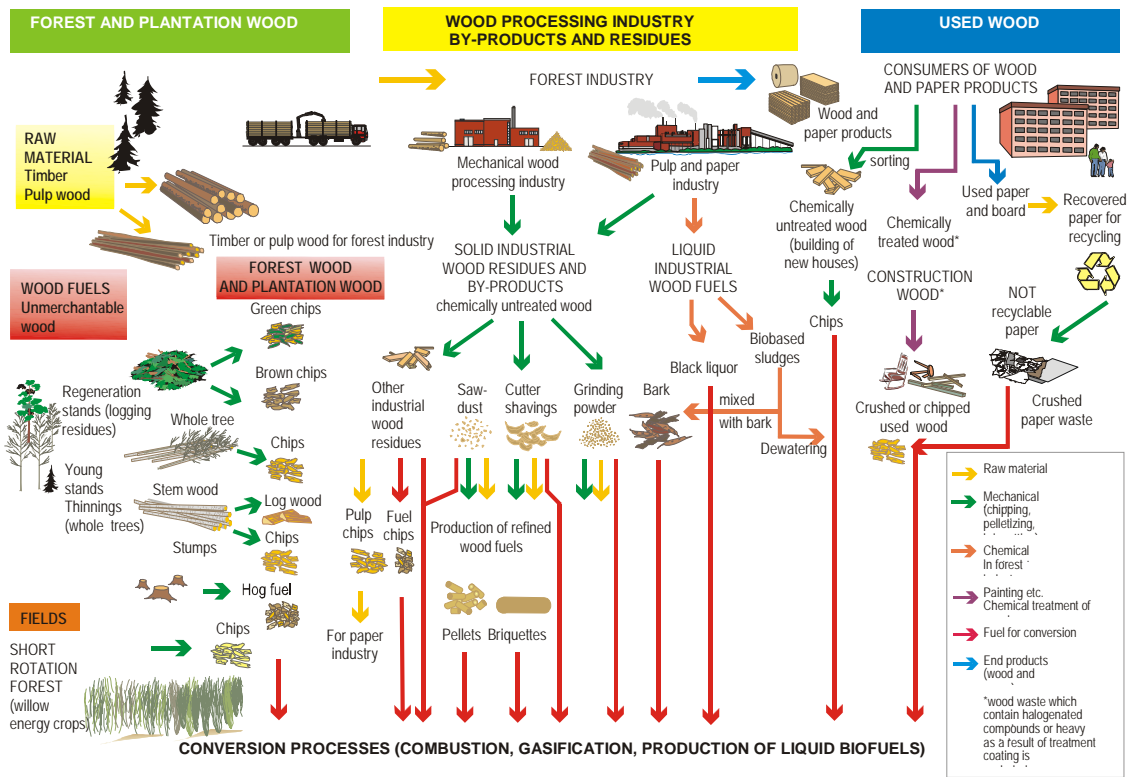 FOREST AND PLANTATION WOOD
WOOD PROCESSING INDUSTRY
BY-PRODUCTS AND RESIDUES
USED WOOD
RAW
MATERIAL
Timber
Pulp wood
Timber or pulp wood for forest industry
WOOD FUELS
Unmerchantable
wood
FOREST WOOD
AND PLANTATION WOOD
Green chips
Brown chips
Regeneration
stands (logging
residues)
Whole tree
Chips
Young
stands
Thinnings
(whole trees)
Stem wood
Log wood
Chips
Stumps
Hog fuel
FIELDS
Chips
SHORT
ROTATION
FOREST
(willow
energy crops)
FOREST INDUSTRY
Mechanical wood
processing industry
Pulp and paper
industry
Wood and
paper products
SOLID INDUSTRIAL
WOOD RESIDUES AND
BY-PRODUCTS
chemically untreated wood
LIQUID
INDUSTRIAL
WOOD FUELS
Other
industrial
wood
residues
Saw-
dust
Cutter
shavings
Grinding
powder
Bark
Black liquor
Biobased
sludges
mixed
with bark
Dewatering
Pulp
chips
Fuel
chips
Production of refined
wood fuels
For paper
industry
Pellets
Briquettes
CONSUMERS OF WOOD
AND PAPER PRODUCTS
sorting
Chemically
untreated wood
(building of
new houses)
Chips
Chemically
treated wood*
Used paper
and board
Recovered
paper for
recycling
CONSTRUCTION
WOOD*
NOT
recyclable
paper
Crushed or chipped
used wood
Crushed
paper waste
Raw material
Mechanical
(chipping,
pelletizing,
Chemical
In forest
Painting etc.
Chemical treatment of
Fuel for conversion
End products
(wood and
*wood waste which
contain halogenated
compounds or heavy
as a result of treatment
coating is
CONVERSION PROCESSES (COMBUSTION, GASIFICATION, PRODUCTION OF LIQUID BIOFUELS)